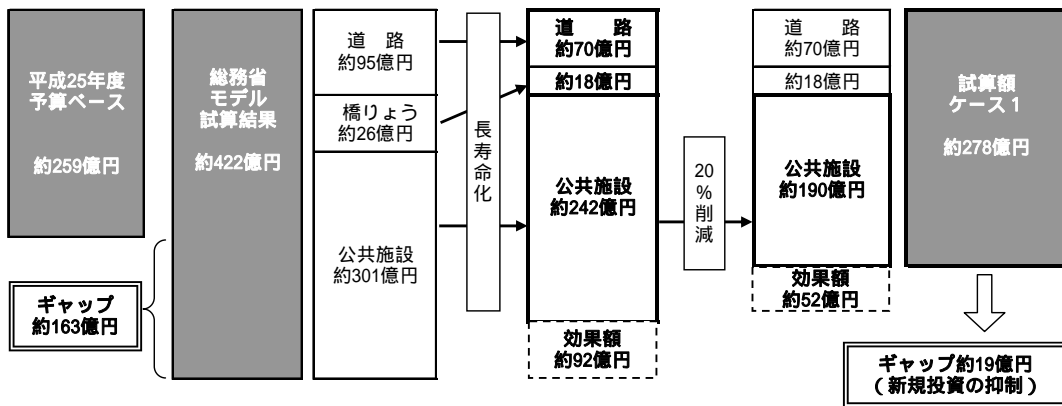 平成25年度
予算ベース
約259億円
ギャップ
約163億円
総務省
モデル
試算結果
約422億円
道　路
約95億円
橋りょう
約26億円
公共施設
約301億円
長寿命化
道　路
約70億円
約18億円
公共施設
約242億円
効果額
約92億円
20%削減
道　路
約70億円
約18億円
公共施設
約190億円
効果額
約52億円
試算額
ケース1
約278億円
ギャップ約19億円
（新規投資の抑制）